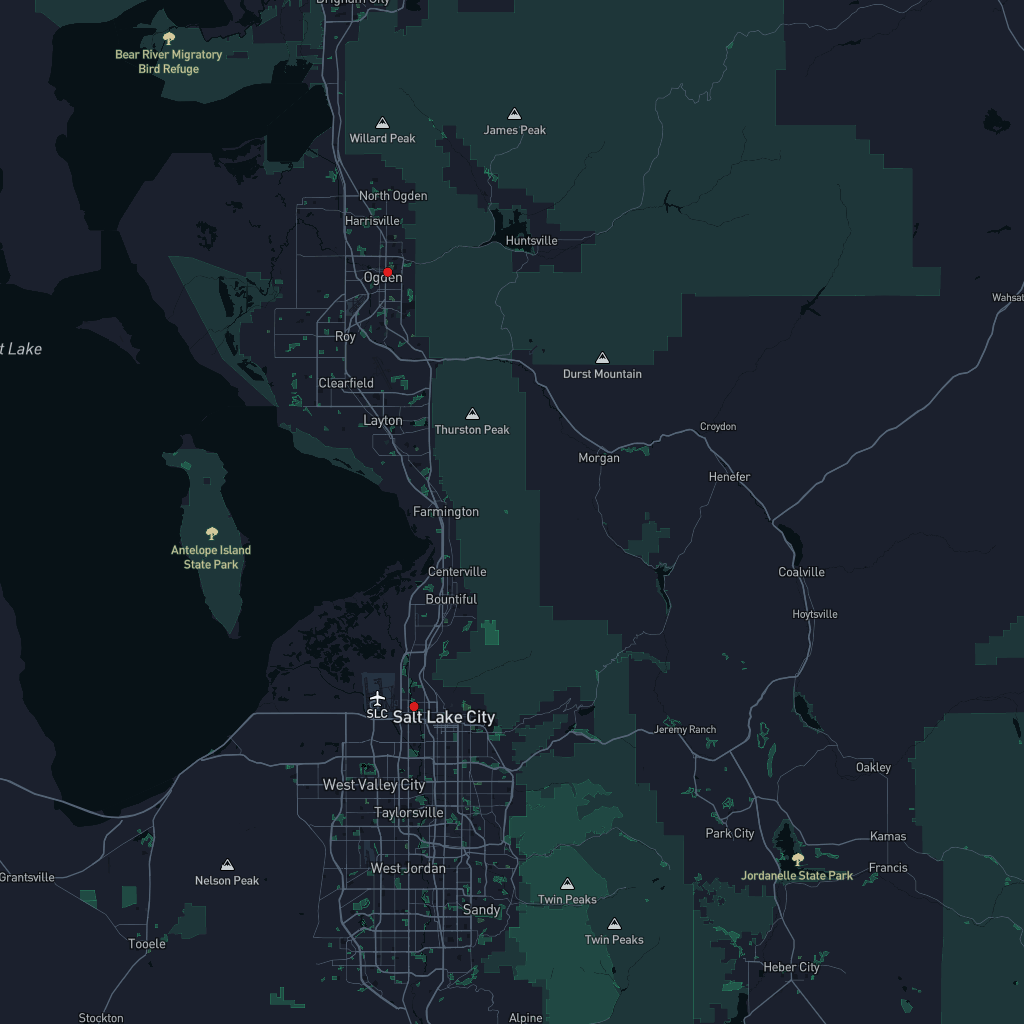 Brigham City
Bear River Migratory
Bird Refuge
James Peak
Willard Peak
North Ogden
Harrisville
Huntsville
Ogden
Wahsat
Roy
t Lake
Durst Mountain
Clearfield
Layton
Thurston Peak
Croydon
Morgan
Henefer
Farmington
Antelope Island
State Park
Centerville
Coalville
Bountiful
Hoytsville
SLC
Salt Lake City
Jeremy Ranch
Oakley
West Valley City
Taylorsville
Park City
Kamas
West Jordan
Francis
Jordanelle State Park
Grantsville
Nelson Peak
Twin Peaks
Sandy
Twin Peaks
Tooele
Heber City
Stockton
Alpine